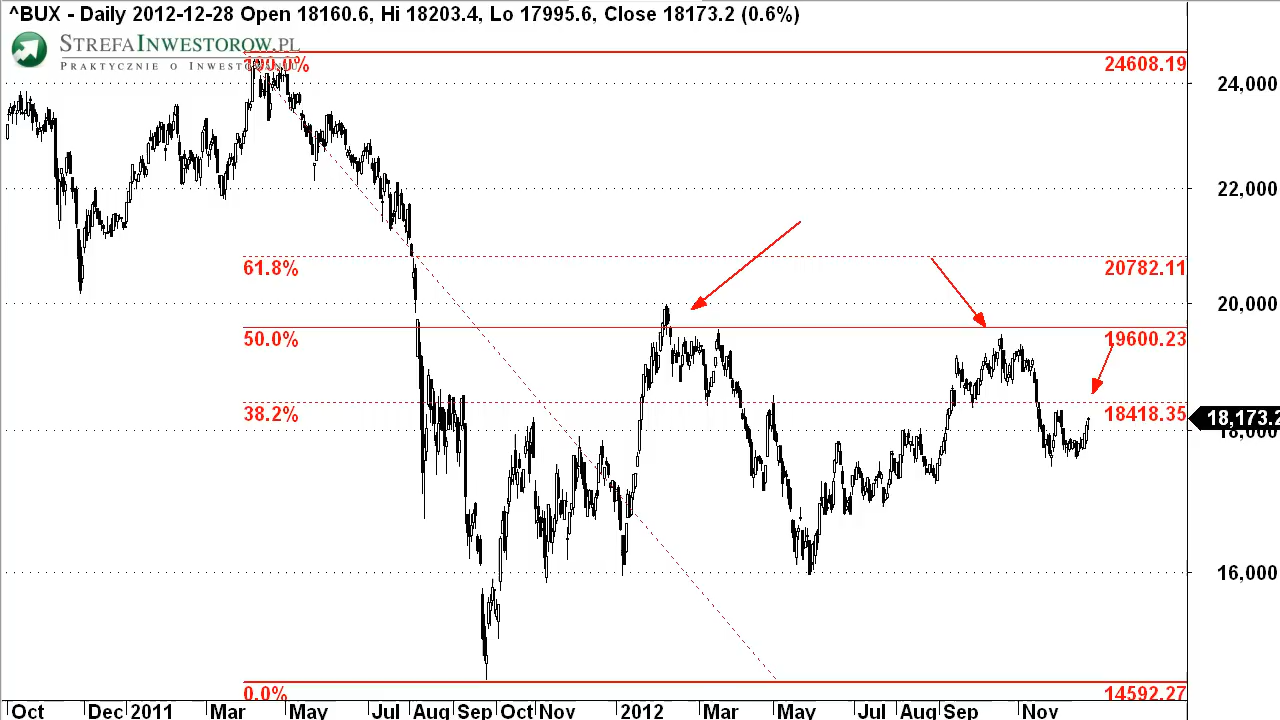 ^BUX - Daily 2012-12-28 Open 18160.6, Hi 18203.4, Lo 17995.6, Close 18173.2 (0.6%)
STREFAINWESTOROW.PL
PRAKTYCZNIE O
100.0% 24608.19
24,000
22,000
61.8% 20782.11
20,000
50.0% 19600.23
38.2% 18418.35
18,173.2
18,000
16,000
0.0% 14592.27
Oct Dec 2011 Mar May Jul Aug Sep Oct Nov 2012 Mar May Jul Aug Sep Nov